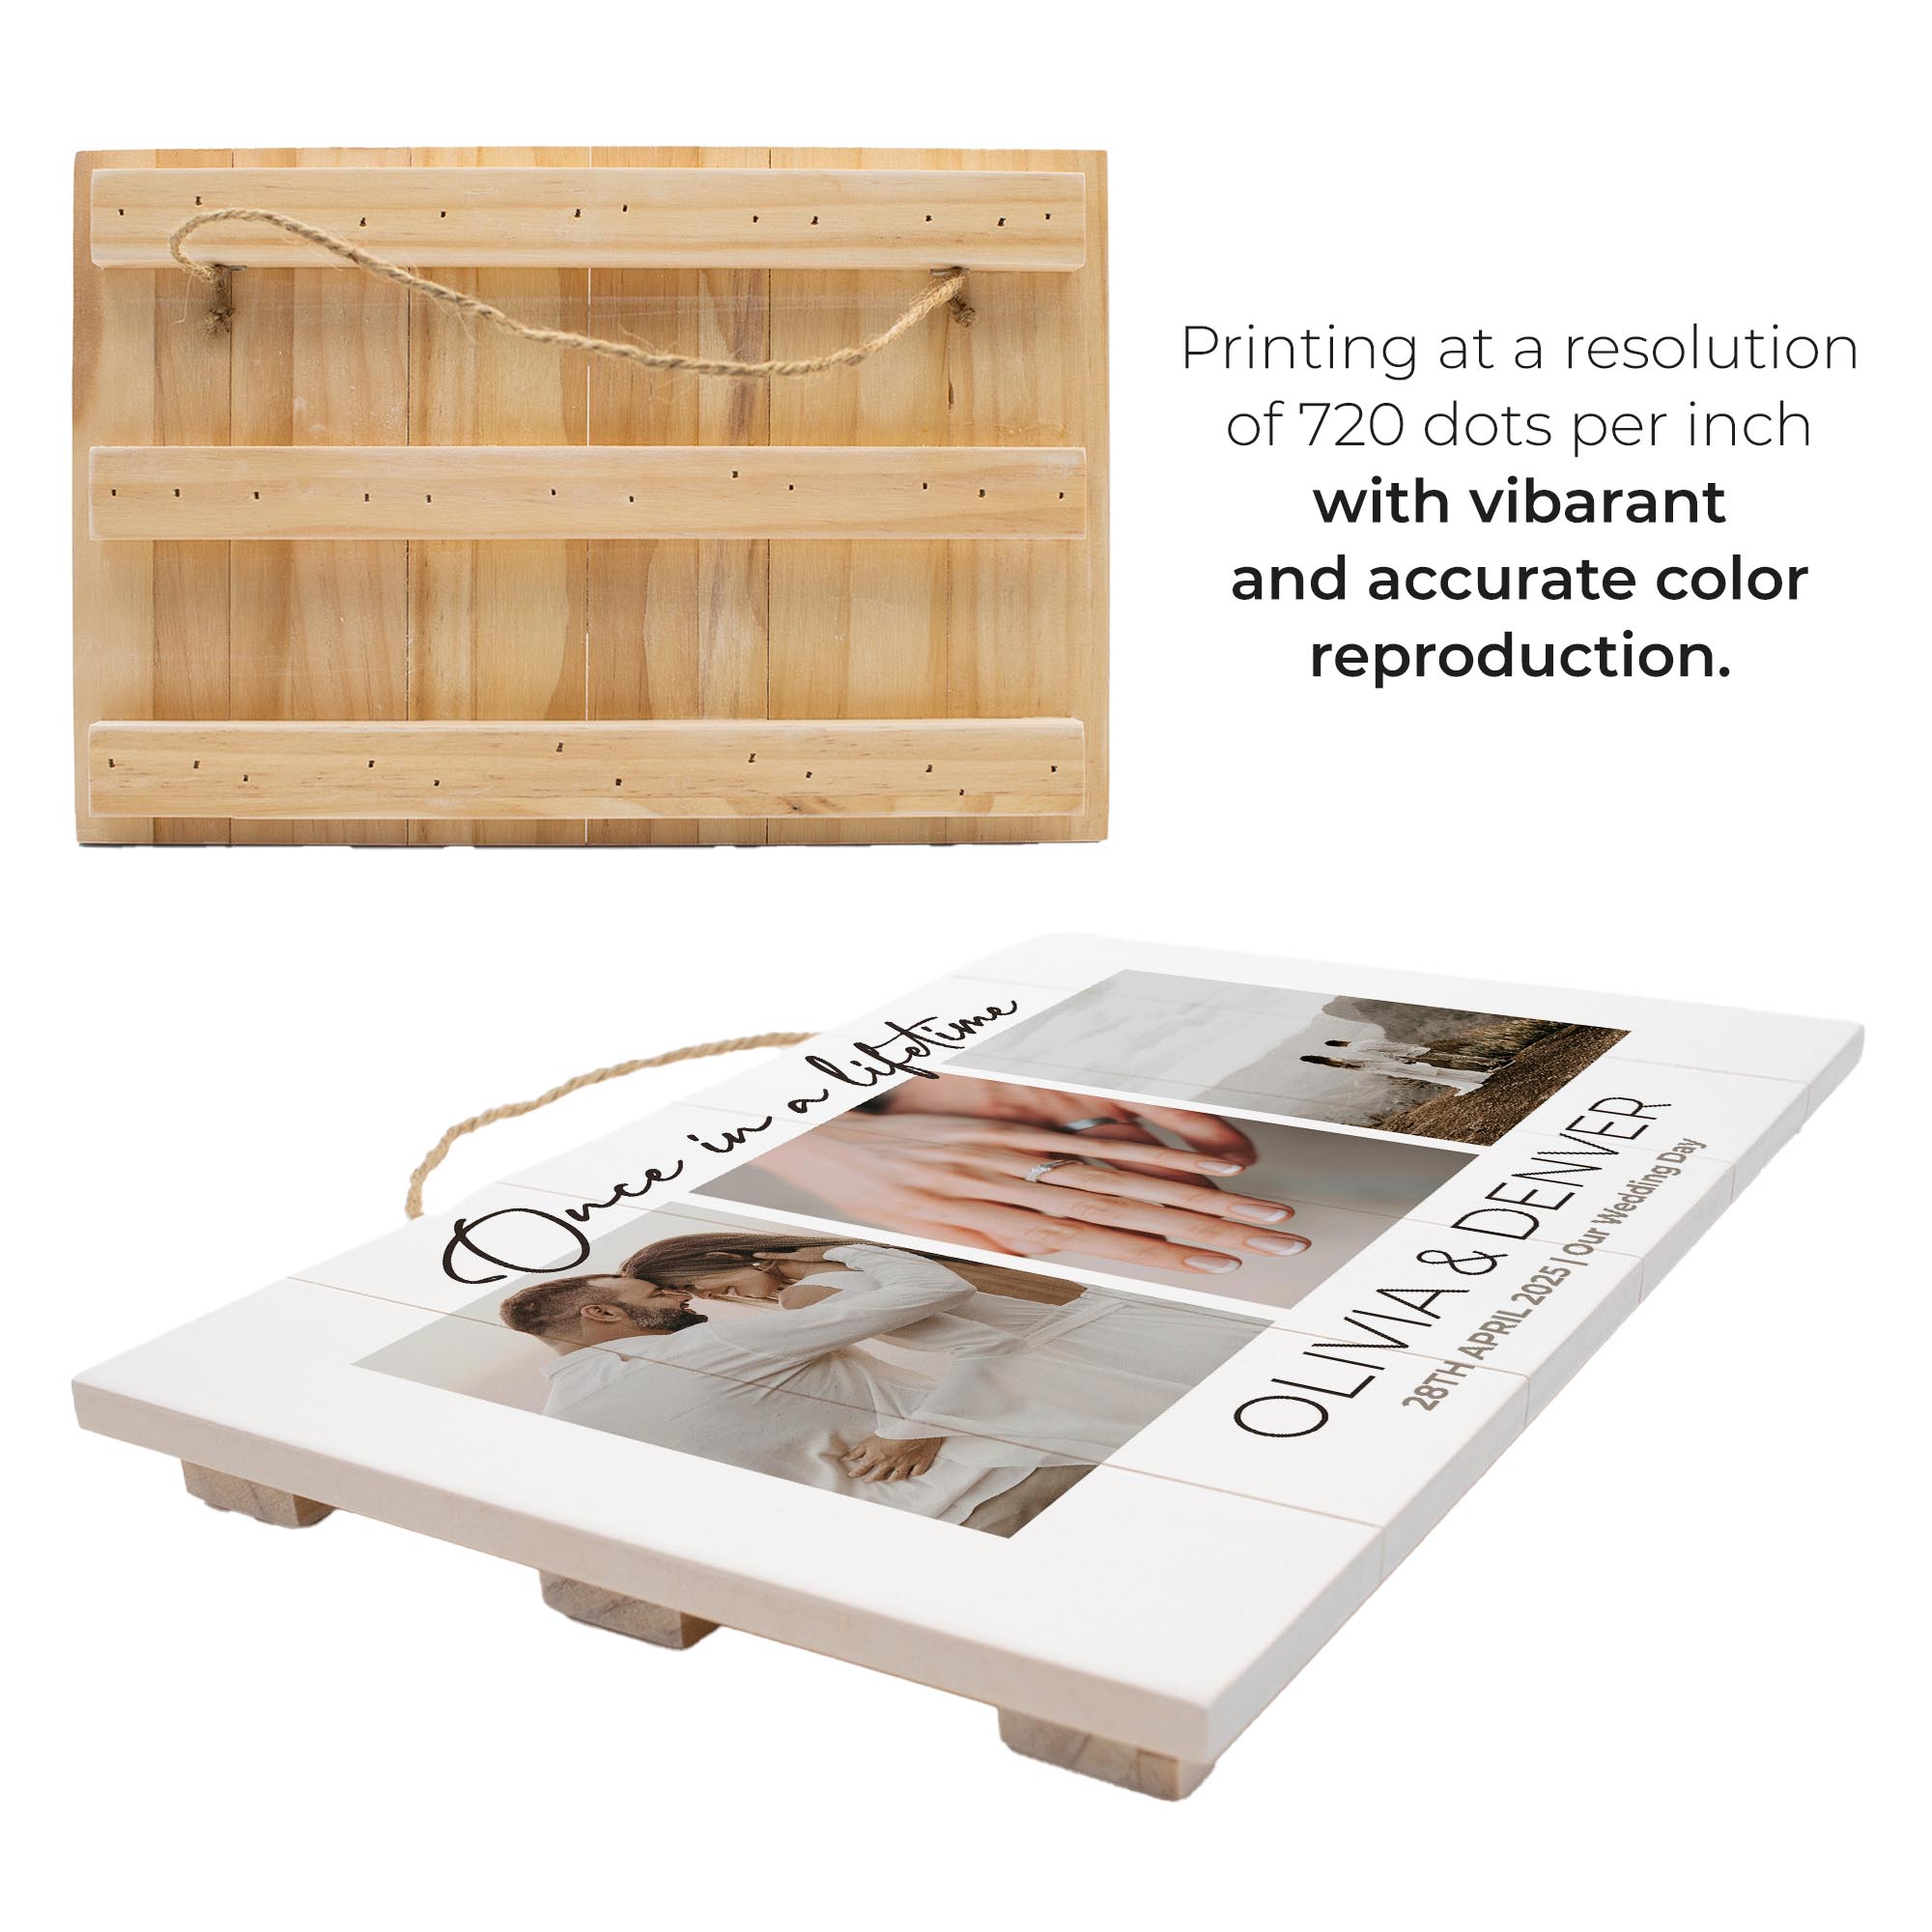 Printing at a resolution
of 720 dots per inch
with vibarant
and accurate color
reproduction.
Once in a lifetime
OLIVIA & DENVER
28TH APRIL 2025 | Our Wedding Day